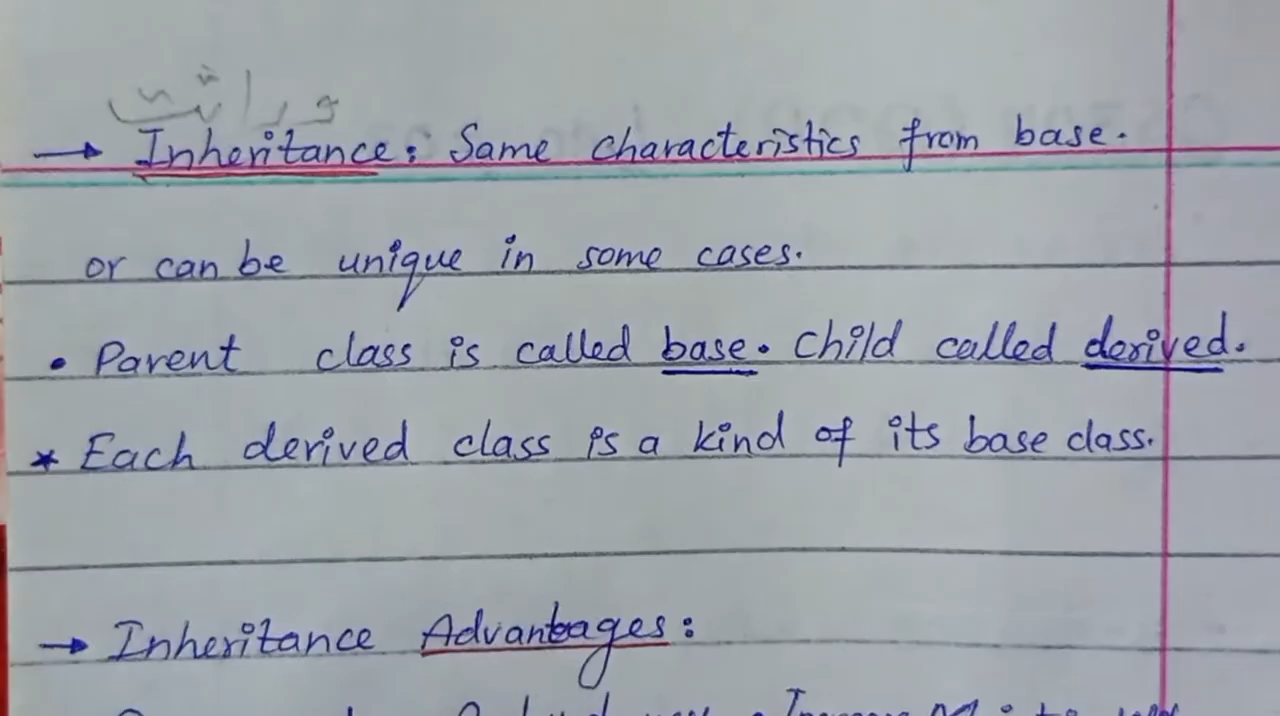 وراثت
→ Inheritance: Same characteristics from base.
or can be unique in some cases.
• Parent class is called base. Child called derived.
* Each derived class is a kind of its base class.
→ Inheritance Advantages: